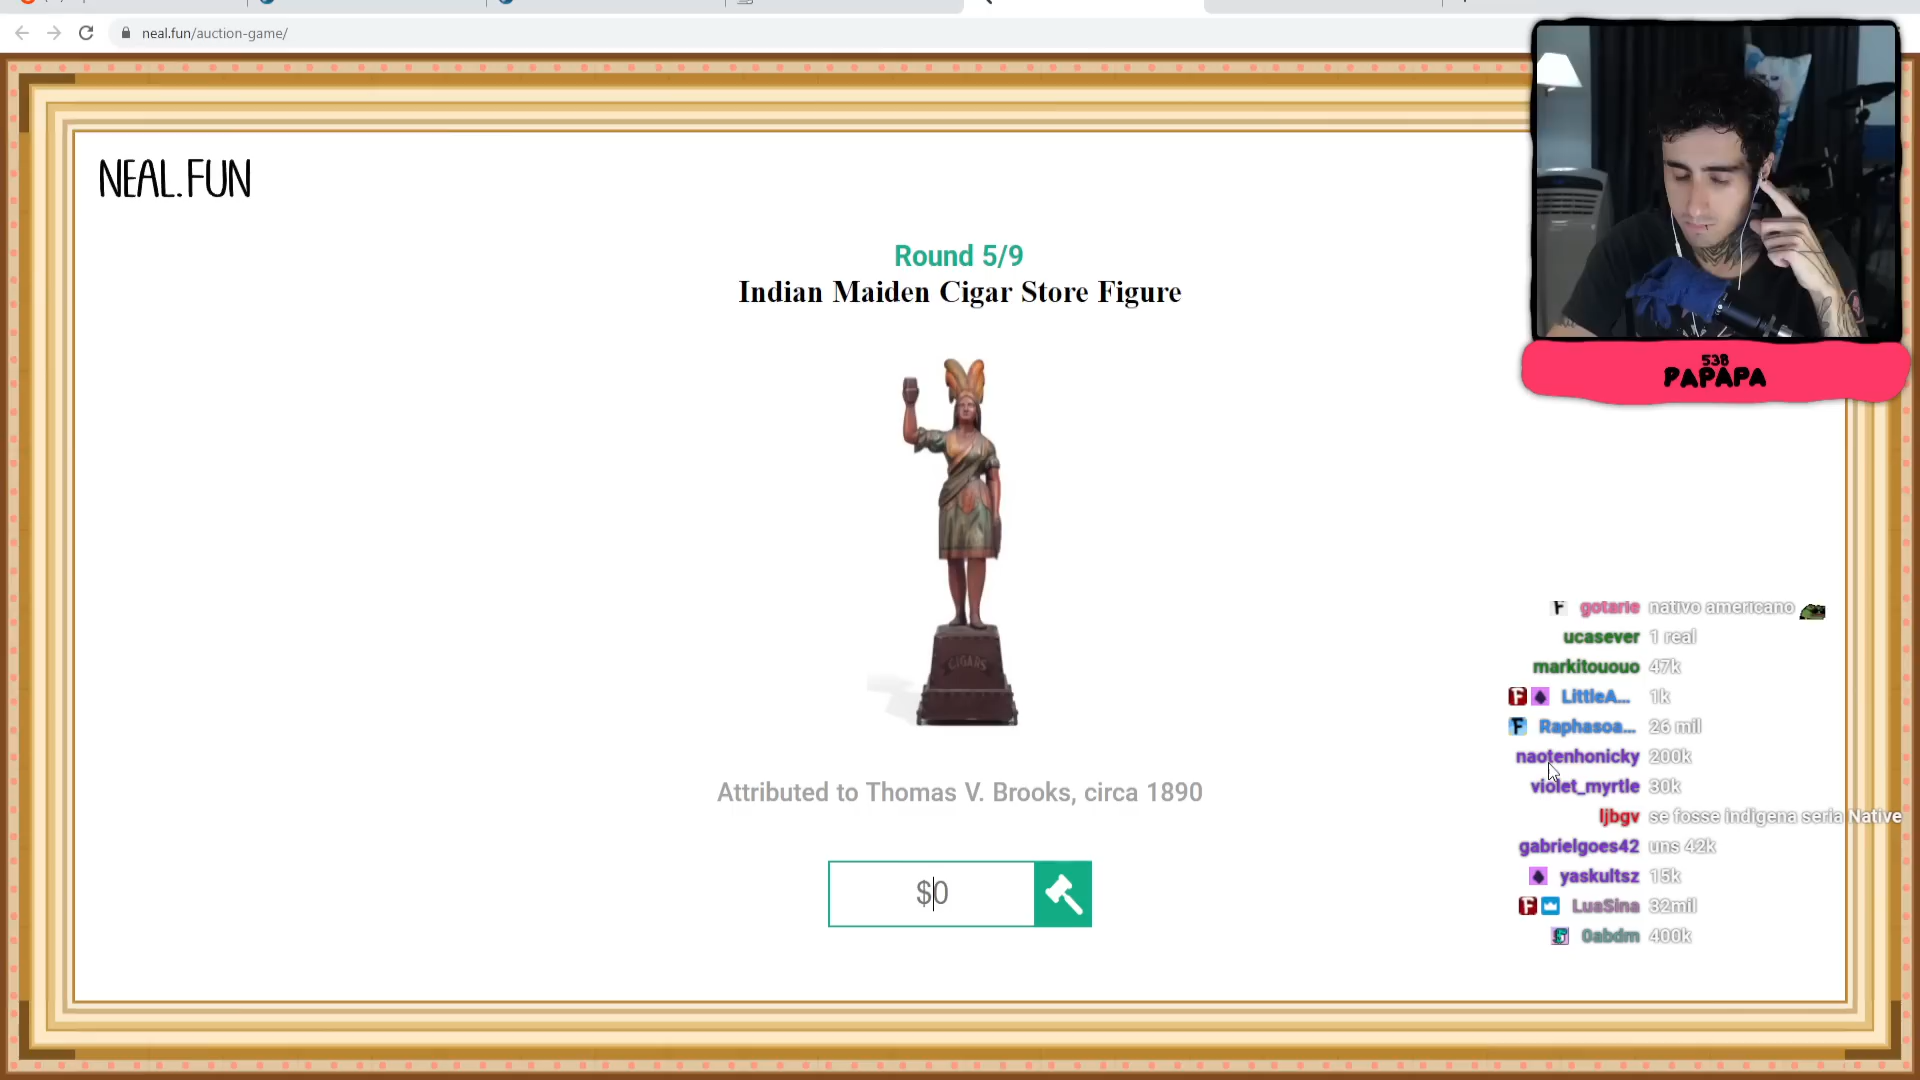 neal.fun/auction-game/
NEAL.FUN
Round 5/9
Indian Maiden Cigar Store Figure
CIGARS
Attributed to Thomas V. Brooks, circa 1890
$0
538
PAPAPA
gotarie nativo americano
ucasever 1 real
markitououo 47k
LittleA... 1k
Raphasoa... 26 mil
naotenhonicky 200k
violet_myrtle 30k
ljbgv se fosse indigena seria Native
gabrielgoes42 uns 42k
yaskultsz 15k
LuaSina 32mil
0abdm 400k